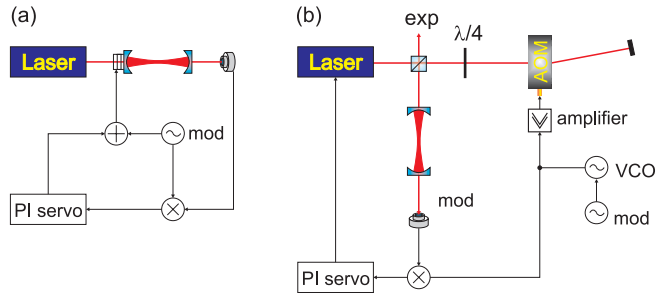 (a)
Laser
mod
PI servo
(b)
exp
λ/4
Laser
AOM
amplifier
VCO
mod
mod
PI servo